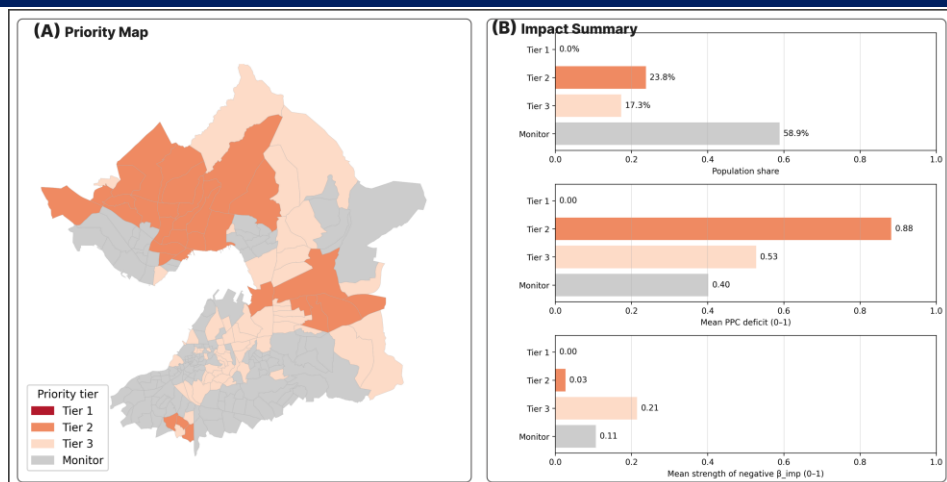 (A) Priority Map
Priority tier
Tier 1
Tier 2
Tier 3
Monitor
(B) Impact Summary
Tier 1 0.0%
Tier 2 23.8%
Tier 3 17.3%
Monitor 58.9%
0.0 0.2 0.4 0.6 0.8 1.0
Population share
Tier 1 0.00
Tier 2 0.88
Tier 3 0.53
Monitor 0.40
0.0 0.2 0.4 0.6 0.8 1.0
Mean PPC deficit (0–1)
Tier 1 0.00
Tier 2 0.03
Tier 3 0.21
Monitor 0.11
0.0 0.2 0.4 0.6 0.8 1.0
Mean strength of negative β_imp (0–1)